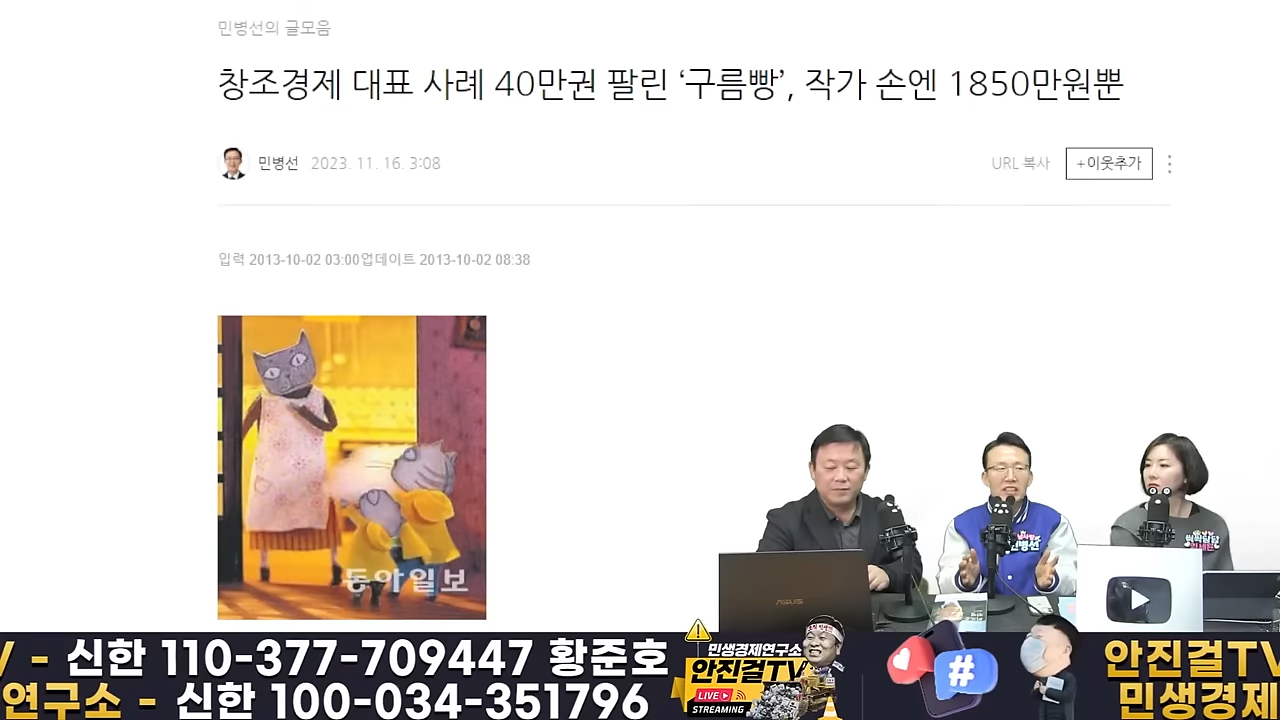 민병선의 글모음
창조경제 대표 사례 40만권 팔린 ‘구름빵’, 작가 손엔 1850만원뿐
민병선 2023. 11. 16. 3:08
URL 복사 +이웃추가
입력 2013-10-02 03:00업데이트 2013-10-02 08:38
동아일보
민병선
ASUS
V - 신한 110-377-709447 황준호
연구소 - 신한 100-034-351796
민생경제연구소
안진걸TV
LIVE
STREAMING
#
안진걸TV
민생경제